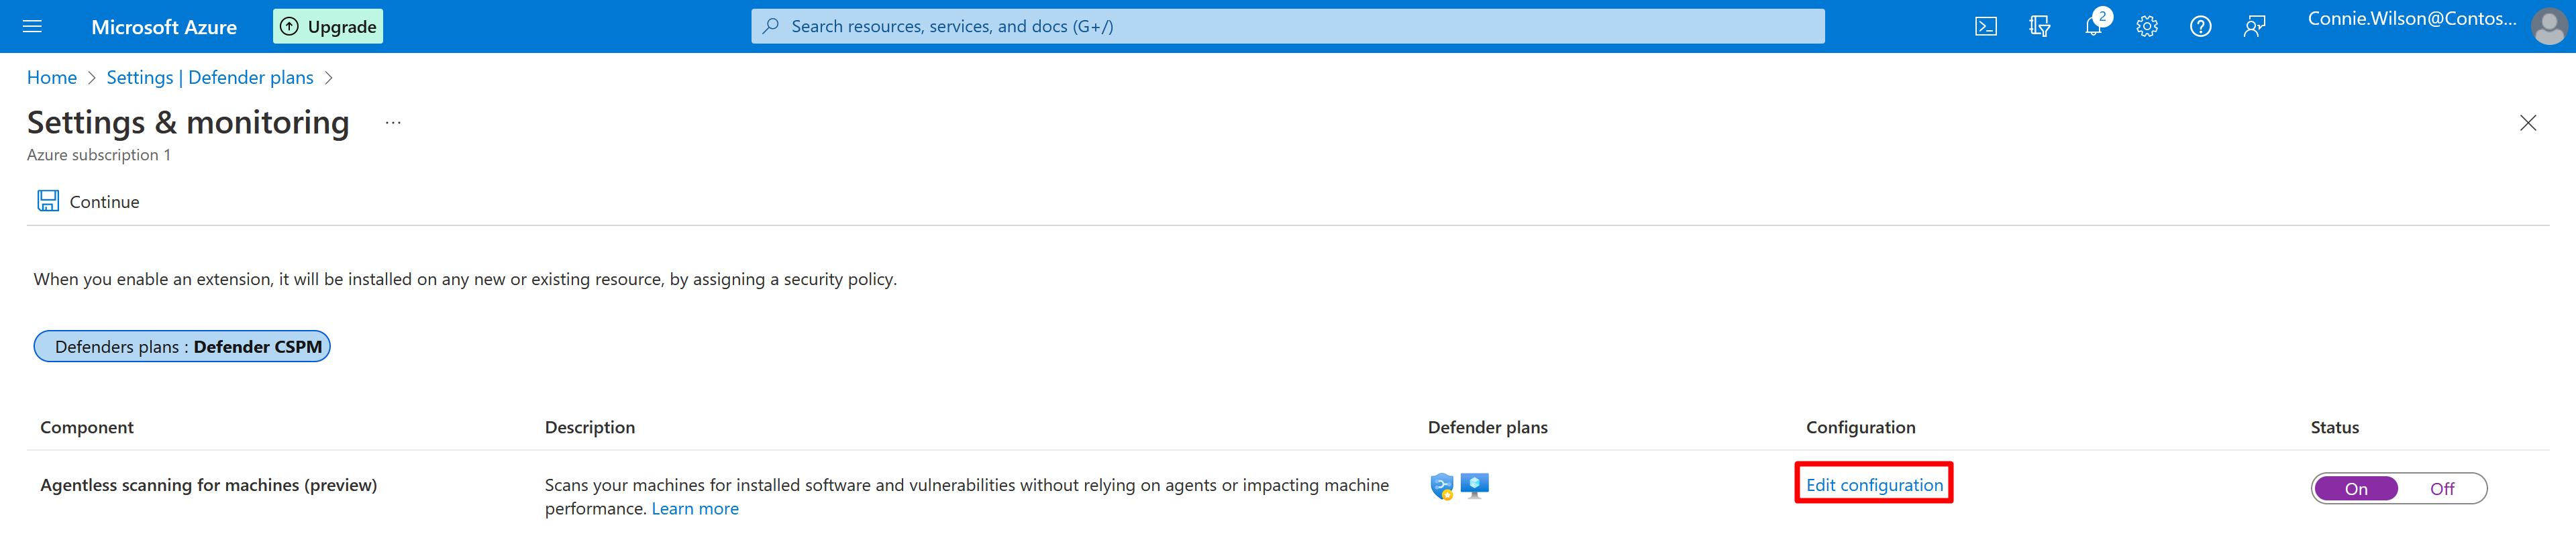 Microsoft Azure
Upgrade
Search resources, services, and docs (G+/)
2
Connie.Wilson@Contos...
Home > Settings | Defender plans >
Settings & monitoring ...
Azure subscription 1
Continue
When you enable an extension, it will be installed on any new or existing resource, by assigning a security policy.
Defenders plans : Defender CSPM
Component Description Defender plans Configuration Status
Agentless scanning for machines (preview) Scans your machines for installed software and vulnerabilities without relying on agents or impacting machine Edit configuration On Off
performance. Learn more